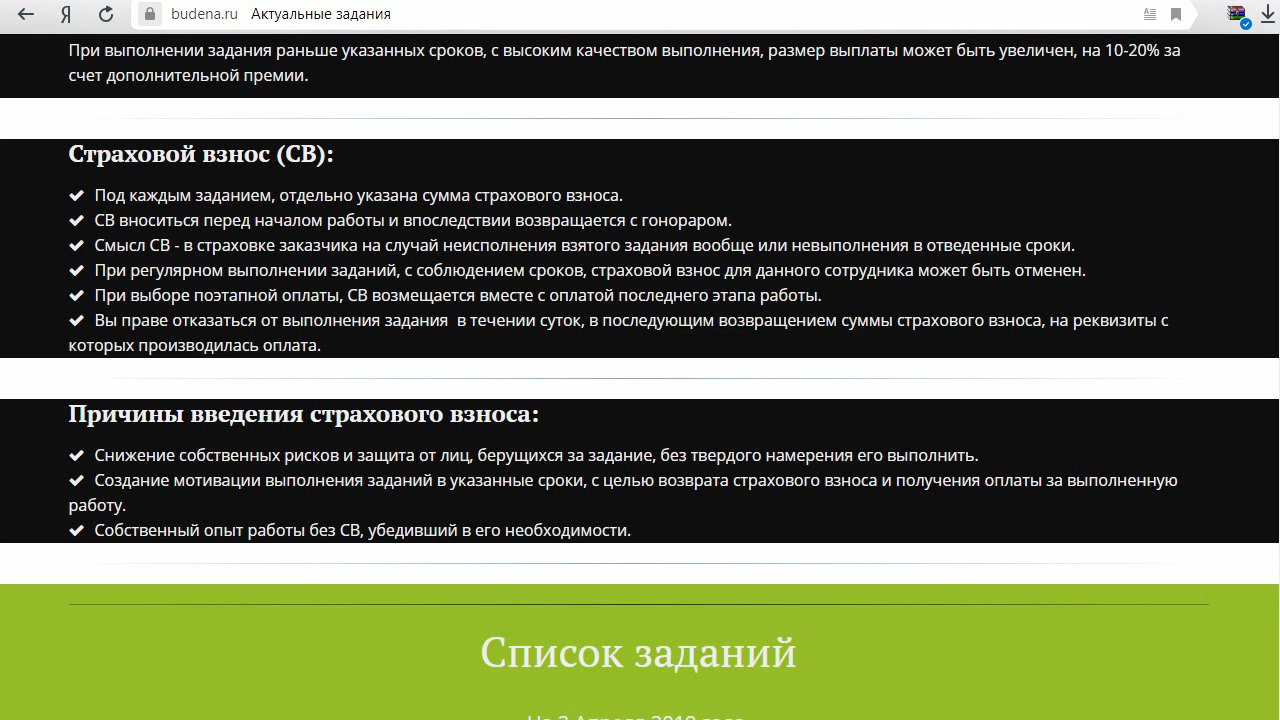 budena.ru Актуальные задания
При выполнении задания раньше указанных сроков, с высоким качеством выполнения, размер выплаты может быть увеличен, на 10-20% за
счет дополнительной премии.
Страховой взнос (СВ):
Под каждым заданием, отдельно указана сумма страхового взноса.
СВ вноситься перед началом работы и впоследствии возвращается с гонораром.
Смысл СВ - в страховке заказчика на случай неисполнения взятого задания вообще или невыполнения в отведенные сроки.
При регулярном выполнении заданий, с соблюдением сроков, страховой взнос для данного сотрудника может быть отменен.
При выборе поэтапной оплаты, СВ возмещается вместе с оплатой последнего этапа работы.
Вы праве отказаться от выполнения задания  в течении суток, в последующим возвращением суммы страхового взноса, на реквизиты с
которых производилась оплата.
Причины введения страхового взноса:
Снижение собственных рисков и защита от лиц, берущихся за задание, без твердого намерения его выполнить.
Создание мотивации выполнения заданий в указанные сроки, с целью возврата страхового взноса и получения оплаты за выполненную
работу.
Собственный опыт работы без СВ, убедивший в его необходимости.
Список заданий
На 3 Апреля 2019 года